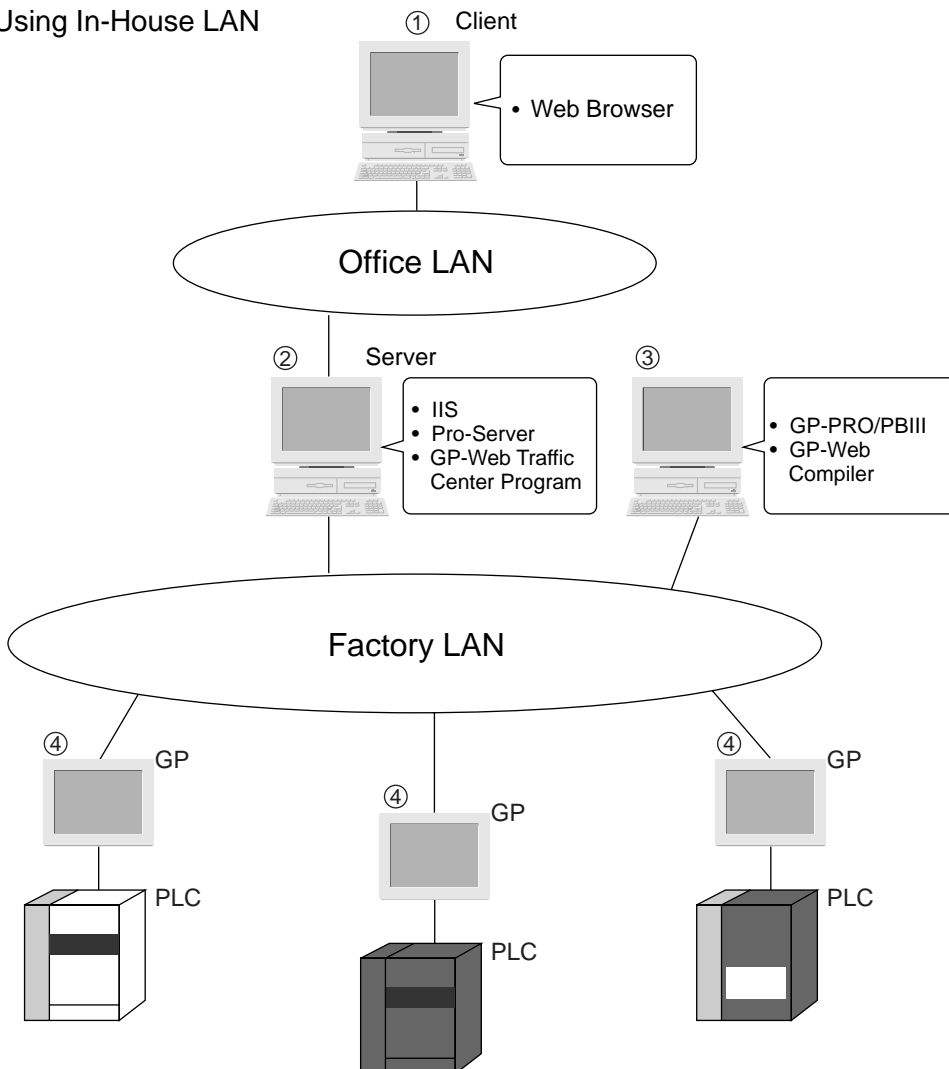 Using In-House LAN
① Client
• Web Browser
Office LAN
② Server
③
• IIS
• Pro-Server
• GP-Web Traffic
Center Program
• GP-PRO/PBIII
• GP-Web
Compiler
Factory LAN
④
GP
④
GP
④
GP
PLC
PLC
PLC